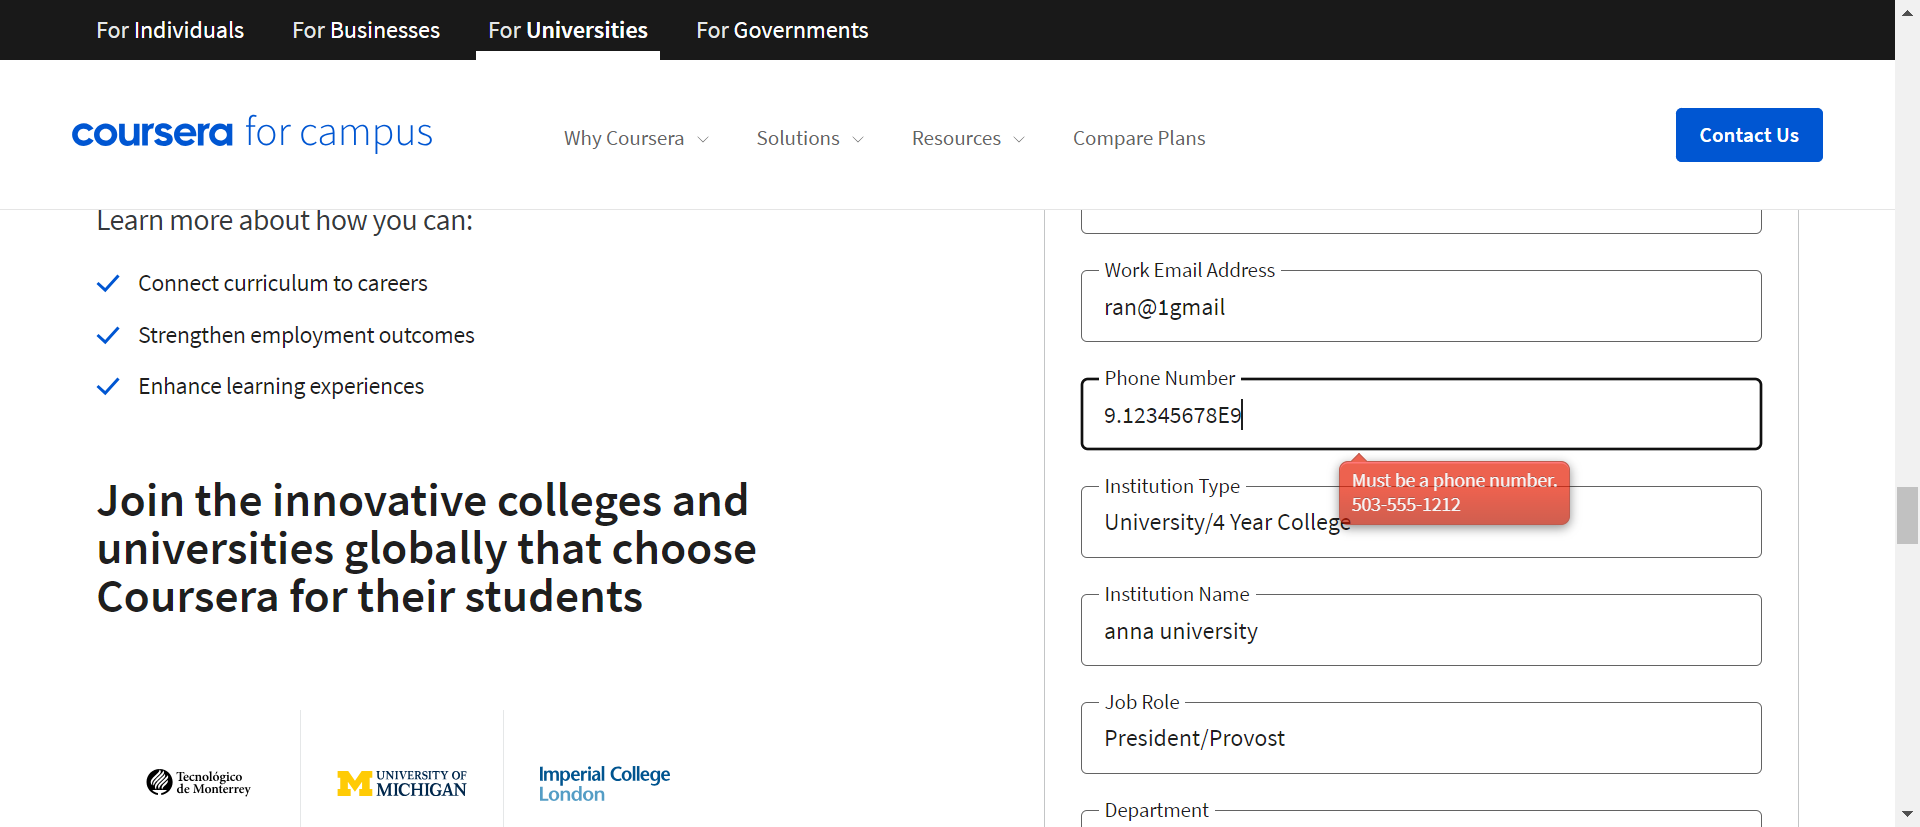 For Individuals
For Businesses
For Universities
For Governments
coursera for campus
Why Coursera
Solutions
Resources
Compare Plans
Contact Us
Learn more about how you can:
Connect curriculum to careers
Strengthen employment outcomes
Enhance learning experiences
Join the innovative colleges and
universities globally that choose
Coursera for their students
Tecnológico
de Monterrey
M UNIVERSITY OF
MICHIGAN
Imperial College
London
Work Email Address
ran@1gmail
Phone Number
9.12345678E9
Must be a phone number.
503-555-1212
Institution Type
University/4 Year College
Institution Name
anna university
Job Role
President/Provost
Department